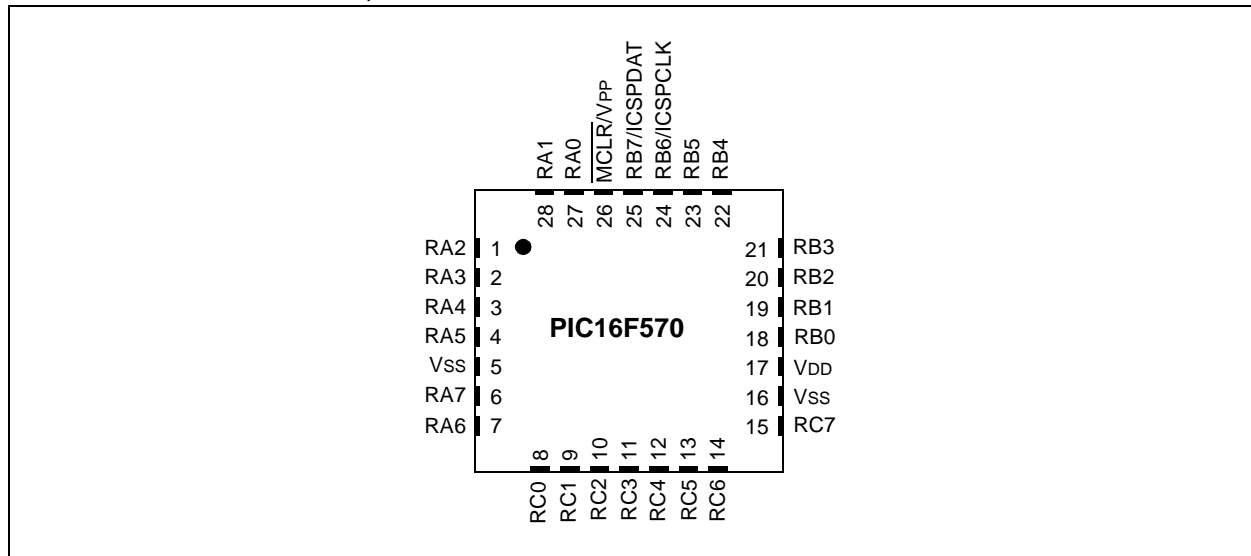 RA1
RA0
MCLR/VPP
RB7/ICSPDAT
RB6/ICSPCLK
RB5
RB4
28
27
26
25
24
23
22
RA2 1
RA3 2
RA4 3
RA5 4
VSS 5
RA7 6
RA6 7
PIC16F570
21 RB3
20 RB2
19 RB1
18 RB0
17 VDD
16 VSS
15 RC7
8
9
10
11
12
13
14
RC0
RC1
RC2
RC3
RC4
RC5
RC6